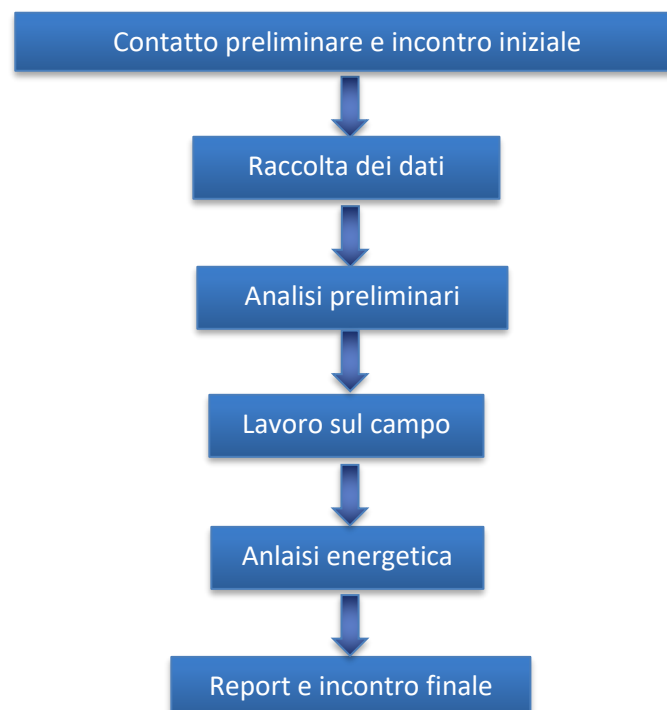 Contatto preliminare e incontro iniziale
Raccolta dei dati
Analisi preliminari
Lavoro sul campo
Anlaisi energetica
Report e incontro finale